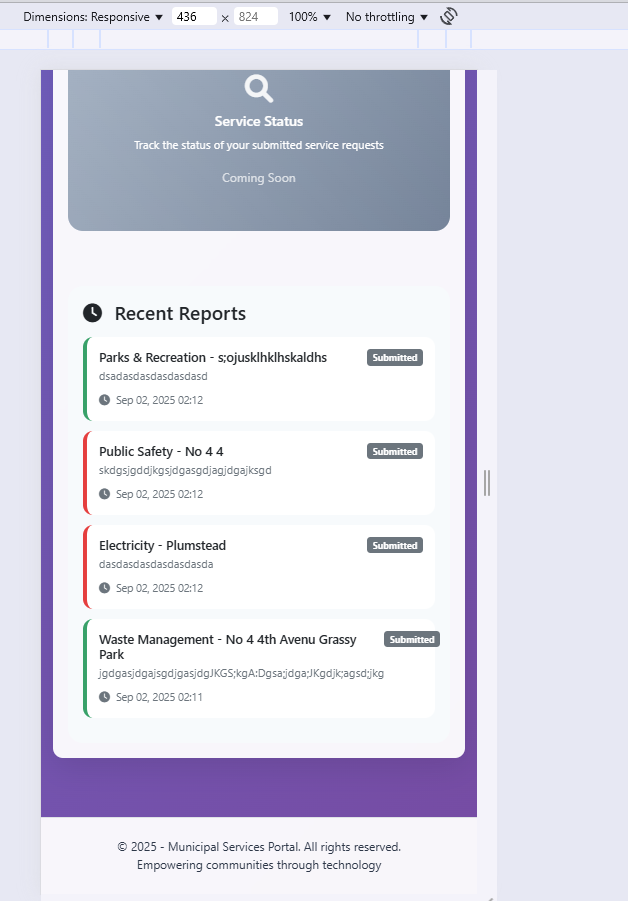 Dimensions: Responsive ▼ 436 × 824 100% ▼ No throttling ▼
Service Status
Track the status of your submitted service requests
Coming Soon
Recent Reports
Parks & Recreation - s;ojusklhklhskaldhs Submitted
dsadasdasdasdasdasd
Sep 02, 2025 02:12
Public Safety - No 4 4 Submitted
skdgsjgddjkgsjdgasgdjagjdgajksgd
Sep 02, 2025 02:12
Electricity - Plumstead Submitted
dasdasdasdasdasdasda
Sep 02, 2025 02:12
Waste Management - No 4 4th Avenu Grassy Submitted
Park
jgdgasjdgajsgdjgasjdgJKGS;kgA:Dgsa;jdga;JKgdjk;agsd;jkg
Sep 02, 2025 02:11
© 2025 - Municipal Services Portal. All rights reserved.
Empowering communities through technology